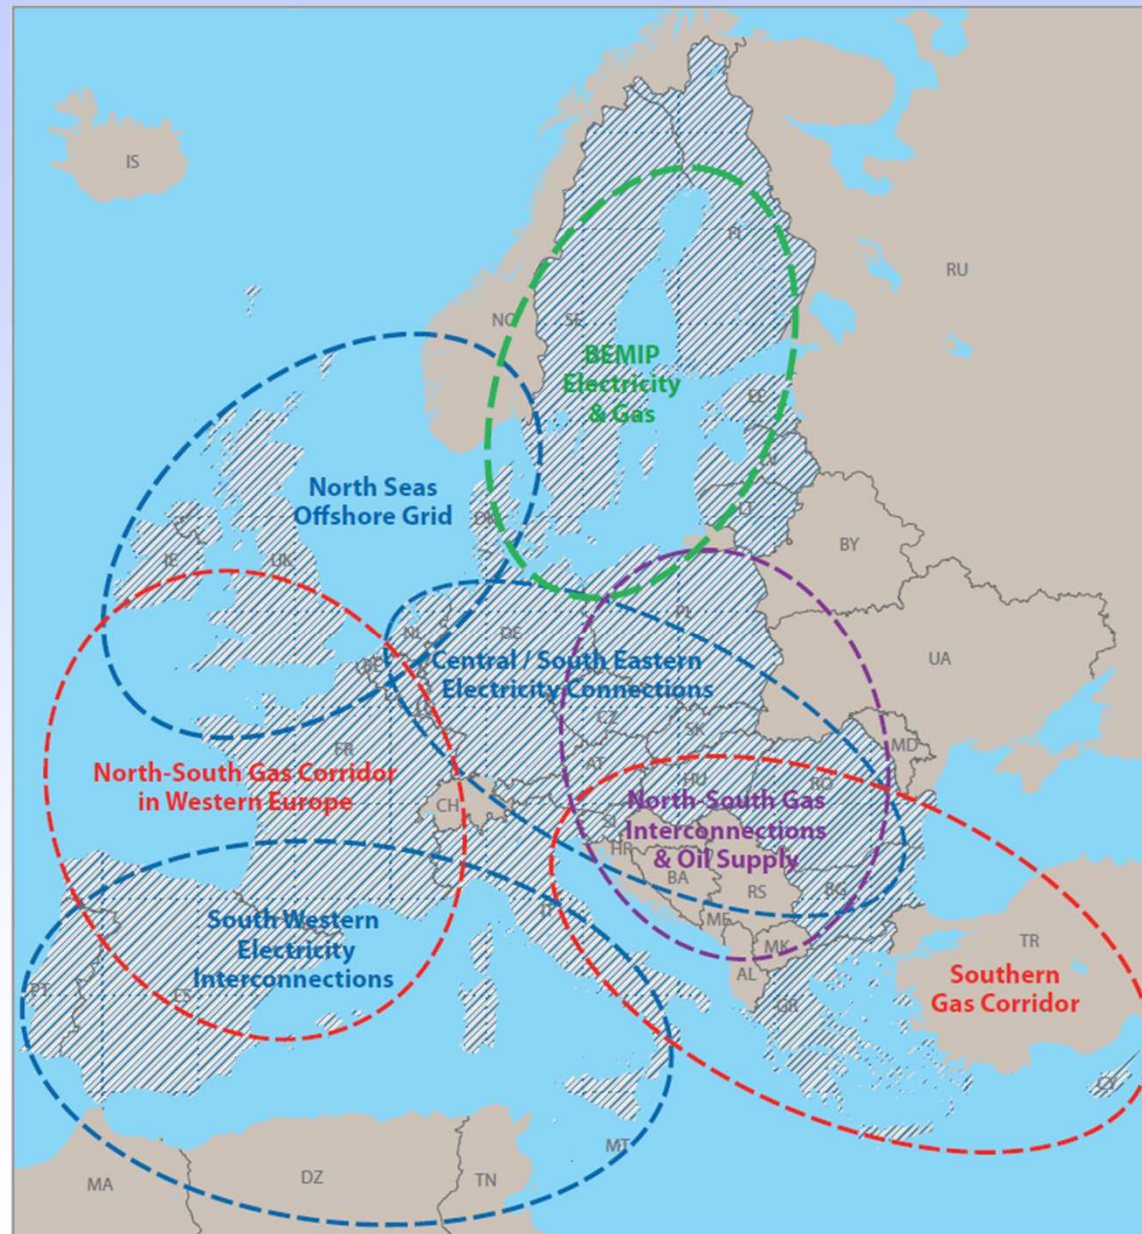 IS
RU
FI
NO
SE
BEMIP
Electricity
& Gas
EE
LV
LT
North Seas
Offshore Grid
DK
BY
IE
UK
PL
NL
DE
UA
BE
Central / South Eastern
Electricity Connections
LU
CZ
SK
FR
MD
AT
North-South Gas Corridor
in Western Europe
HU
RO
CH
North-South Gas
Interconnections
& Oil Supply
SI
HR
BA
RS
BG
ME
IT
South Western
Electricity
Interconnections
MK
TR
AL
Southern
Gas Corridor
PT
ES
GR
CY
MT
MA
DZ
TN